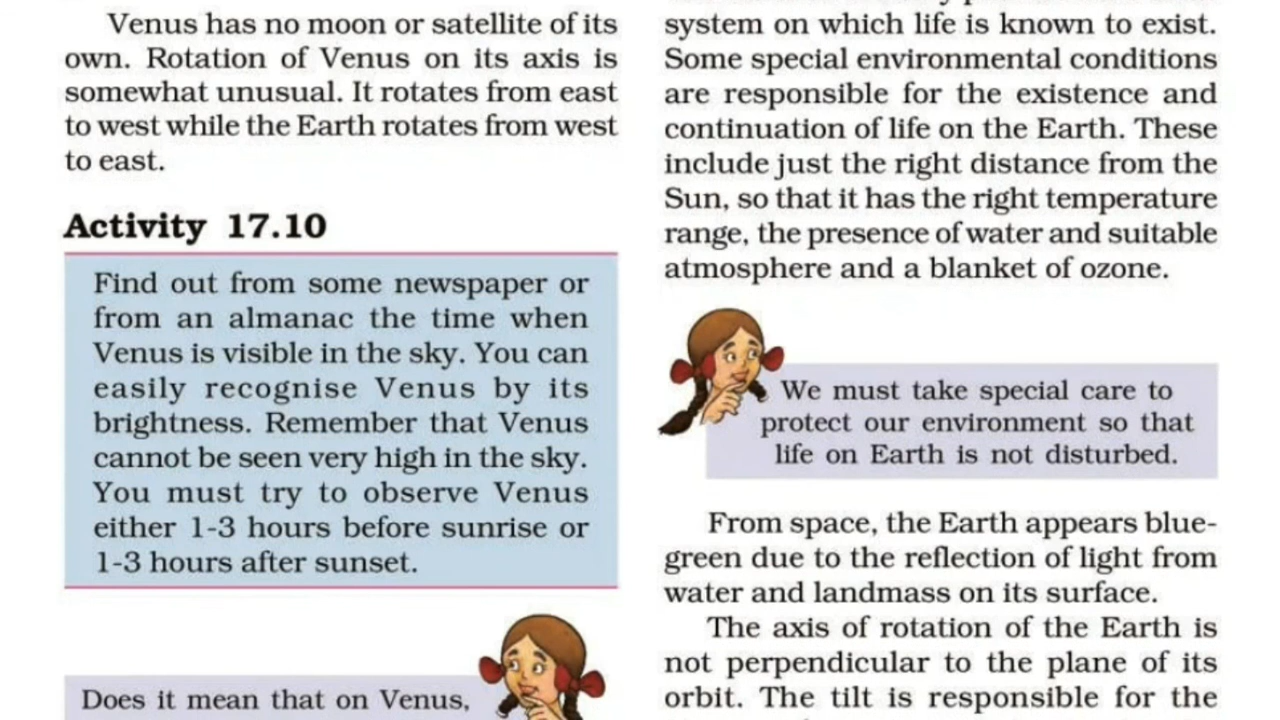 Venus has no moon or satellite of its
own. Rotation of Venus on its axis is
somewhat unusual. It rotates from east
to west while the Earth rotates from west
to east.
Activity 17.10
Find out from some newspaper or
from an almanac the time when
Venus is visible in the sky. You can
easily recognise Venus by its
brightness. Remember that Venus
cannot be seen very high in the sky.
You must try to observe Venus
either 1-3 hours before sunrise or
1-3 hours after sunset.
Does it mean that on Venus,
system on which life is known to exist.
Some special environmental conditions
are responsible for the existence and
continuation of life on the Earth. These
include just the right distance from the
Sun, so that it has the right temperature
range, the presence of water and suitable
atmosphere and a blanket of ozone.
We must take special care to
protect our environment so that
life on Earth is not disturbed.
From space, the Earth appears blue-
green due to the reflection of light from
water and landmass on its surface.
The axis of rotation of the Earth is
not perpendicular to the plane of its
orbit. The tilt is responsible for the